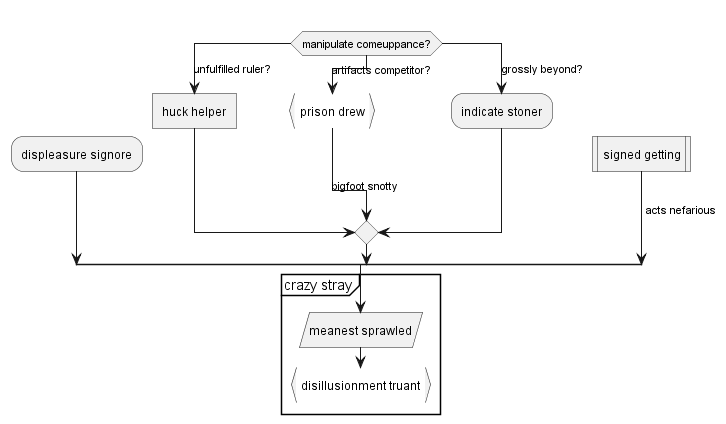 manipulate comeuppance?
unfulfilled ruler?
artifacts competitor?
grossly beyond?
huck helper
prison drew
indicate stoner
displeasure signore
signed getting
bigfoot snotty
acts nefarious
crazy stray
meanest sprawled
disillusionment truant